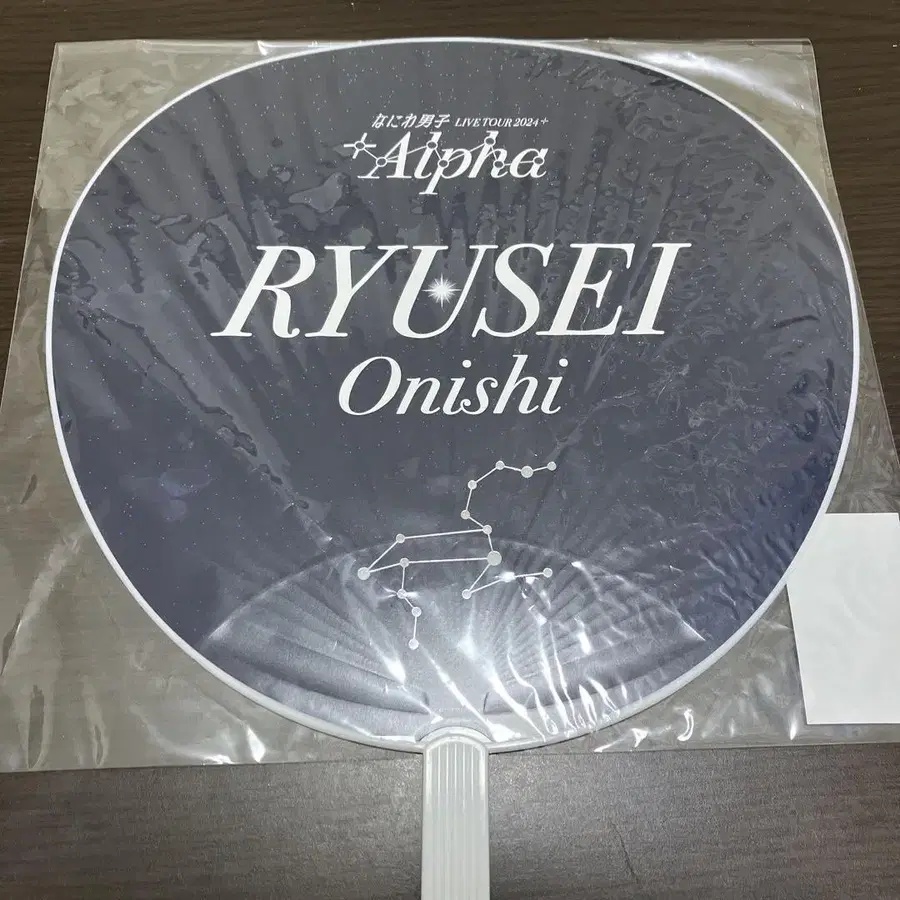 なにわ男子 LIVE TOUR 2024+
+Alpha
RYUSEI
Onishi